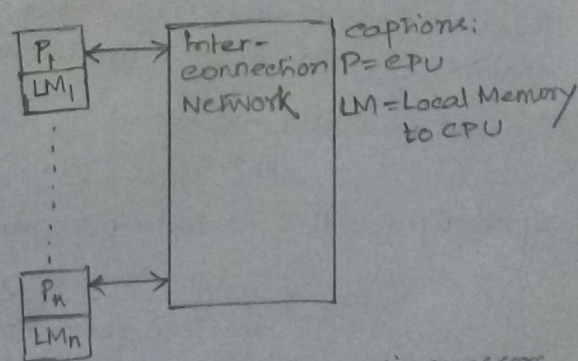 P1
LM1
Inter-
connection
Network
captions:
P=CPU
LM=Local Memory
to CPU
Pn
LMn